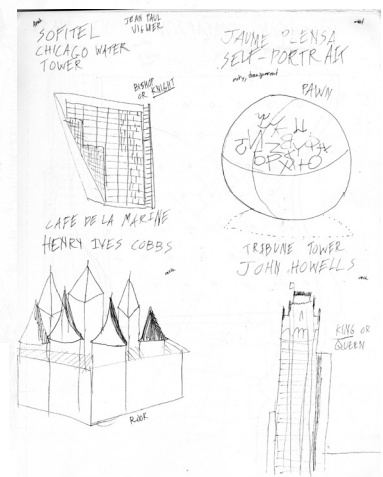 SOFITEL
CHICAGO WATER
TOWER
JEAN PAUL
VIGUIER
BISHOP
OR KNIGHT
JAUME PLENSA
SELF-PORTRAIT
PAWN
CAFE DE LA MARINE
HENRY IVES COBBS
ROOK
TRIBUNE TOWER
JOHN HOWELLS
KING OR
QUEEN